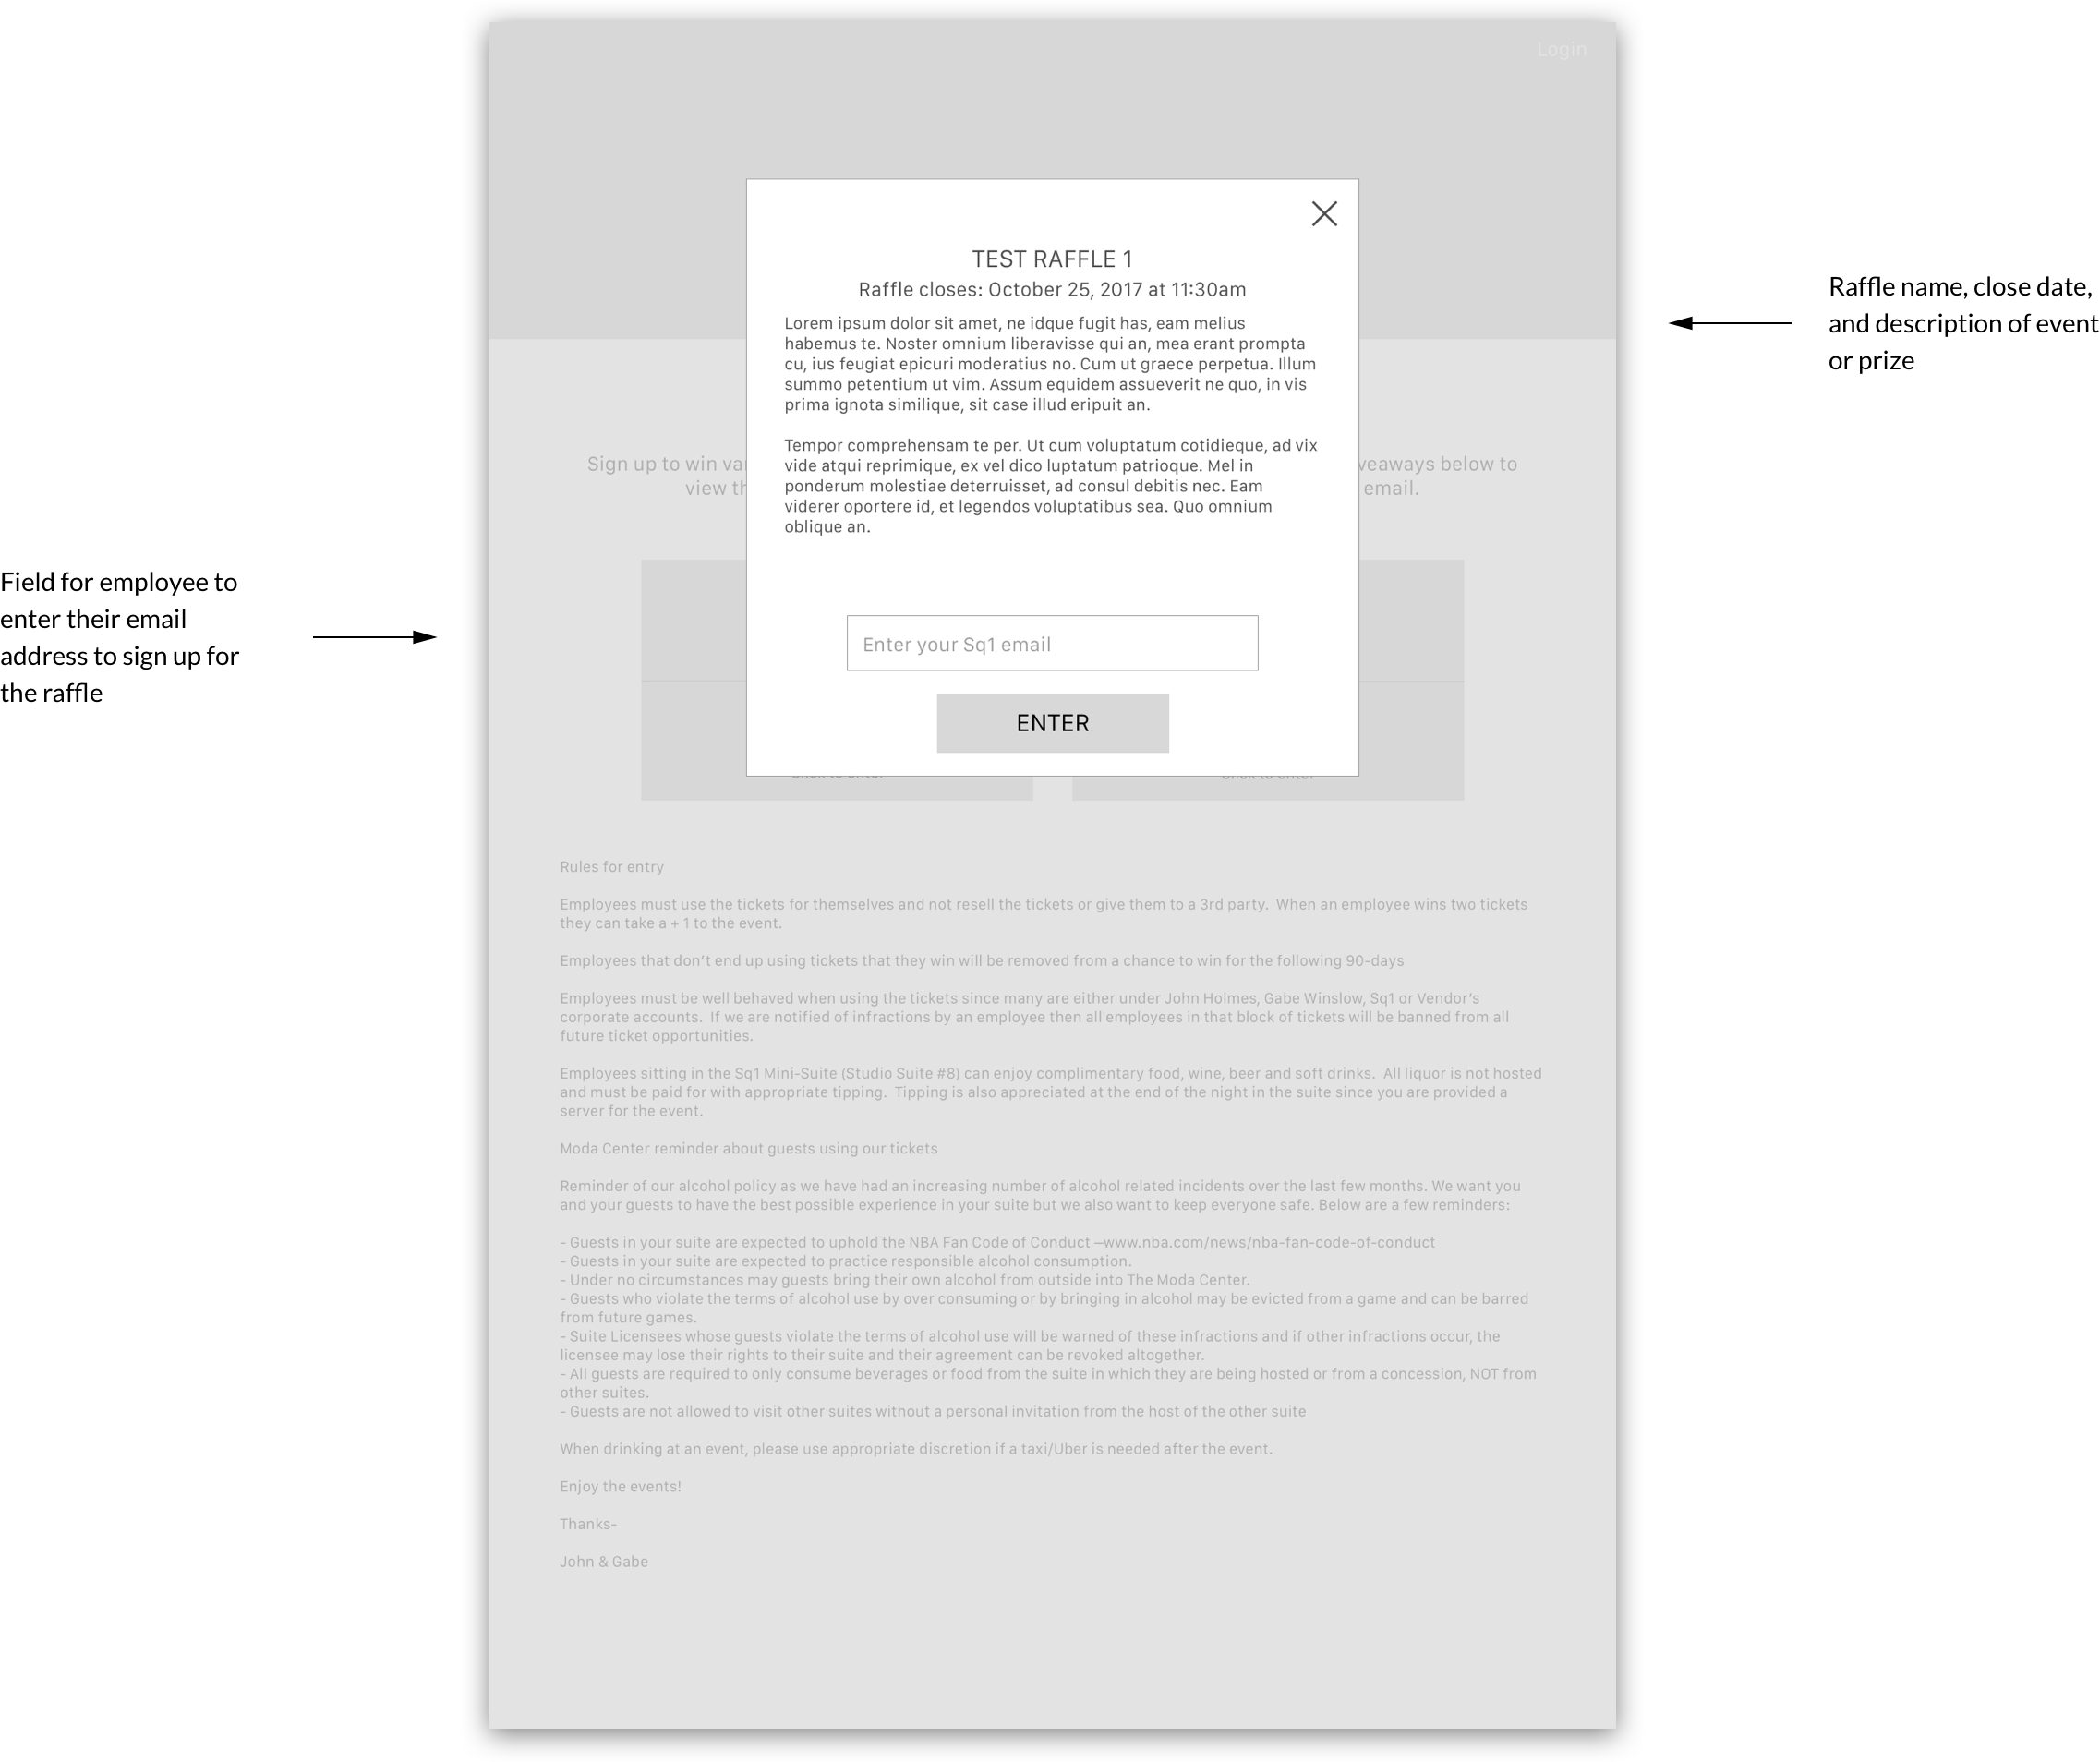 Login
TEST RAFFLE 1
Raffle closes: October 25, 2017 at 11:30am
Lorem ipsum dolor sit amet, ne idque fugit has, eam melius
habemus te. Noster omnium liberavisse qui an, mea erant prompta
cu, ius feugiat epicuri moderatius no. Cum ut graece perpetua. Illum
summo petentium ut vim. Assum equidem assueverit ne quo, in vis
prima ignota similique, sit case illud eripuit an.
Tempor comprehensam te per. Ut cum voluptatum cotidieque, ad vix
vide atqui reprimique, ex vel dico luptatum patrioque. Mel in
ponderum molestiae deterruisset, ad consul debitis nec. Eam
viderer oportere id, et legendos voluptatibus sea. Quo omnium
oblique an.
Enter your Sq1 email
ENTER
Raffle name, close date,
and description of event
or prize
Field for employee to
enter their email
address to sign up for
the raffle
Sign up to win
below to
view
email.
Click to enter
Click to enter
Rules for entry
Employees must use the tickets for themselves and not resell the tickets or give them to a 3rd party.  When an employee wins two tickets
they can take a + 1 to the event.
Employees that don't end up using tickets that they win will be removed from a chance to win for the following 90-days
Employees must be well behaved when using the tickets since many are either under John Holmes, Gabe Winslow, Sq1 or Vendor's
corporate accounts.  If we are notified of infractions by an employee then all employees in that block of tickets will be banned from all
future ticket opportunities.
Employees sitting in the Sq1 Mini-Suite (Studio Suite #8) can enjoy complimentary food, wine, beer and soft drinks.  All liquor is not hosted
and must be paid for with appropriate tipping.  Tipping is also appreciated at the end of the night in the suite since you are provided a
server for the event.
Moda Center reminder about guests using our tickets
Reminder of our alcohol policy as we have had an increasing number of alcohol related incidents over the last few months. We want you
and your guests to have the best possible experience in your suite but we also want to keep everyone safe. Below are a few reminders:
- Guests in your suite are expected to uphold the NBA Fan Code of Conduct –www.nba.com/news/nba-fan-code-of-conduct
- Guests in your suite are expected to practice responsible alcohol consumption.
- Under no circumstances may guests bring their own alcohol from outside into The Moda Center.
- Guests who violate the terms of alcohol use by over consuming or by bringing in alcohol may be evicted from a game and can be barred
from future games.
- Suite Licensees whose guests violate the terms of alcohol use will be warned of these infractions and if other infractions occur, the
licensee may lose their rights to their suite and their agreement can be revoked altogether.
- All guests are required to only consume beverages or food from the suite in which they are being hosted or from a concession, NOT from
other suites.
- Guests are not allowed to visit other suites without a personal invitation from the host of the other suite
When drinking at an event, please use appropriate discretion if a taxi/Uber is needed after the event.
Enjoy the events!
Thanks-
John & Gabe